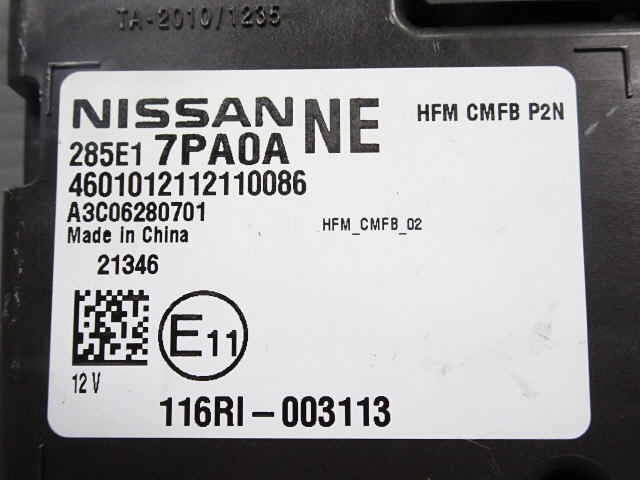 TA-2010/1235
NISSAN NE HFM CMFB P2N
285E1 7PA0A
4601012112110086
A3C06280701
Made in China
HFM_CMFB_02
21346
E11
12 V
116RI-003113